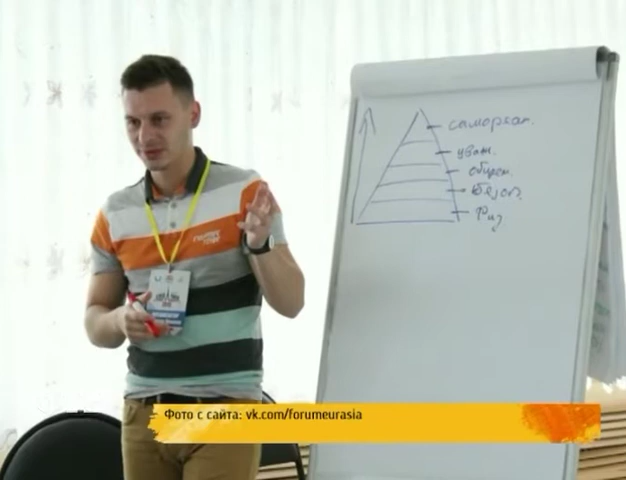 самореал.
уваж.
общен.
безоп.
физ
Фото с сайта: vk.com/forumeurasia